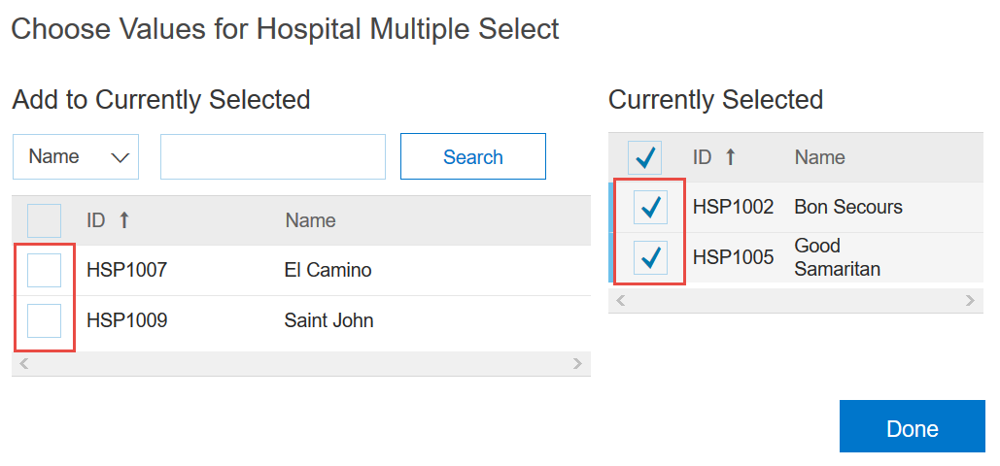 Choose Values for Hospital Multiple Select
Add to Currently Selected
Name
Search
ID Name
HSP1007 El Camino
HSP1009 Saint John
Currently Selected
ID Name
HSP1002 Bon Secours
HSP1005 Good
Samaritan
Done